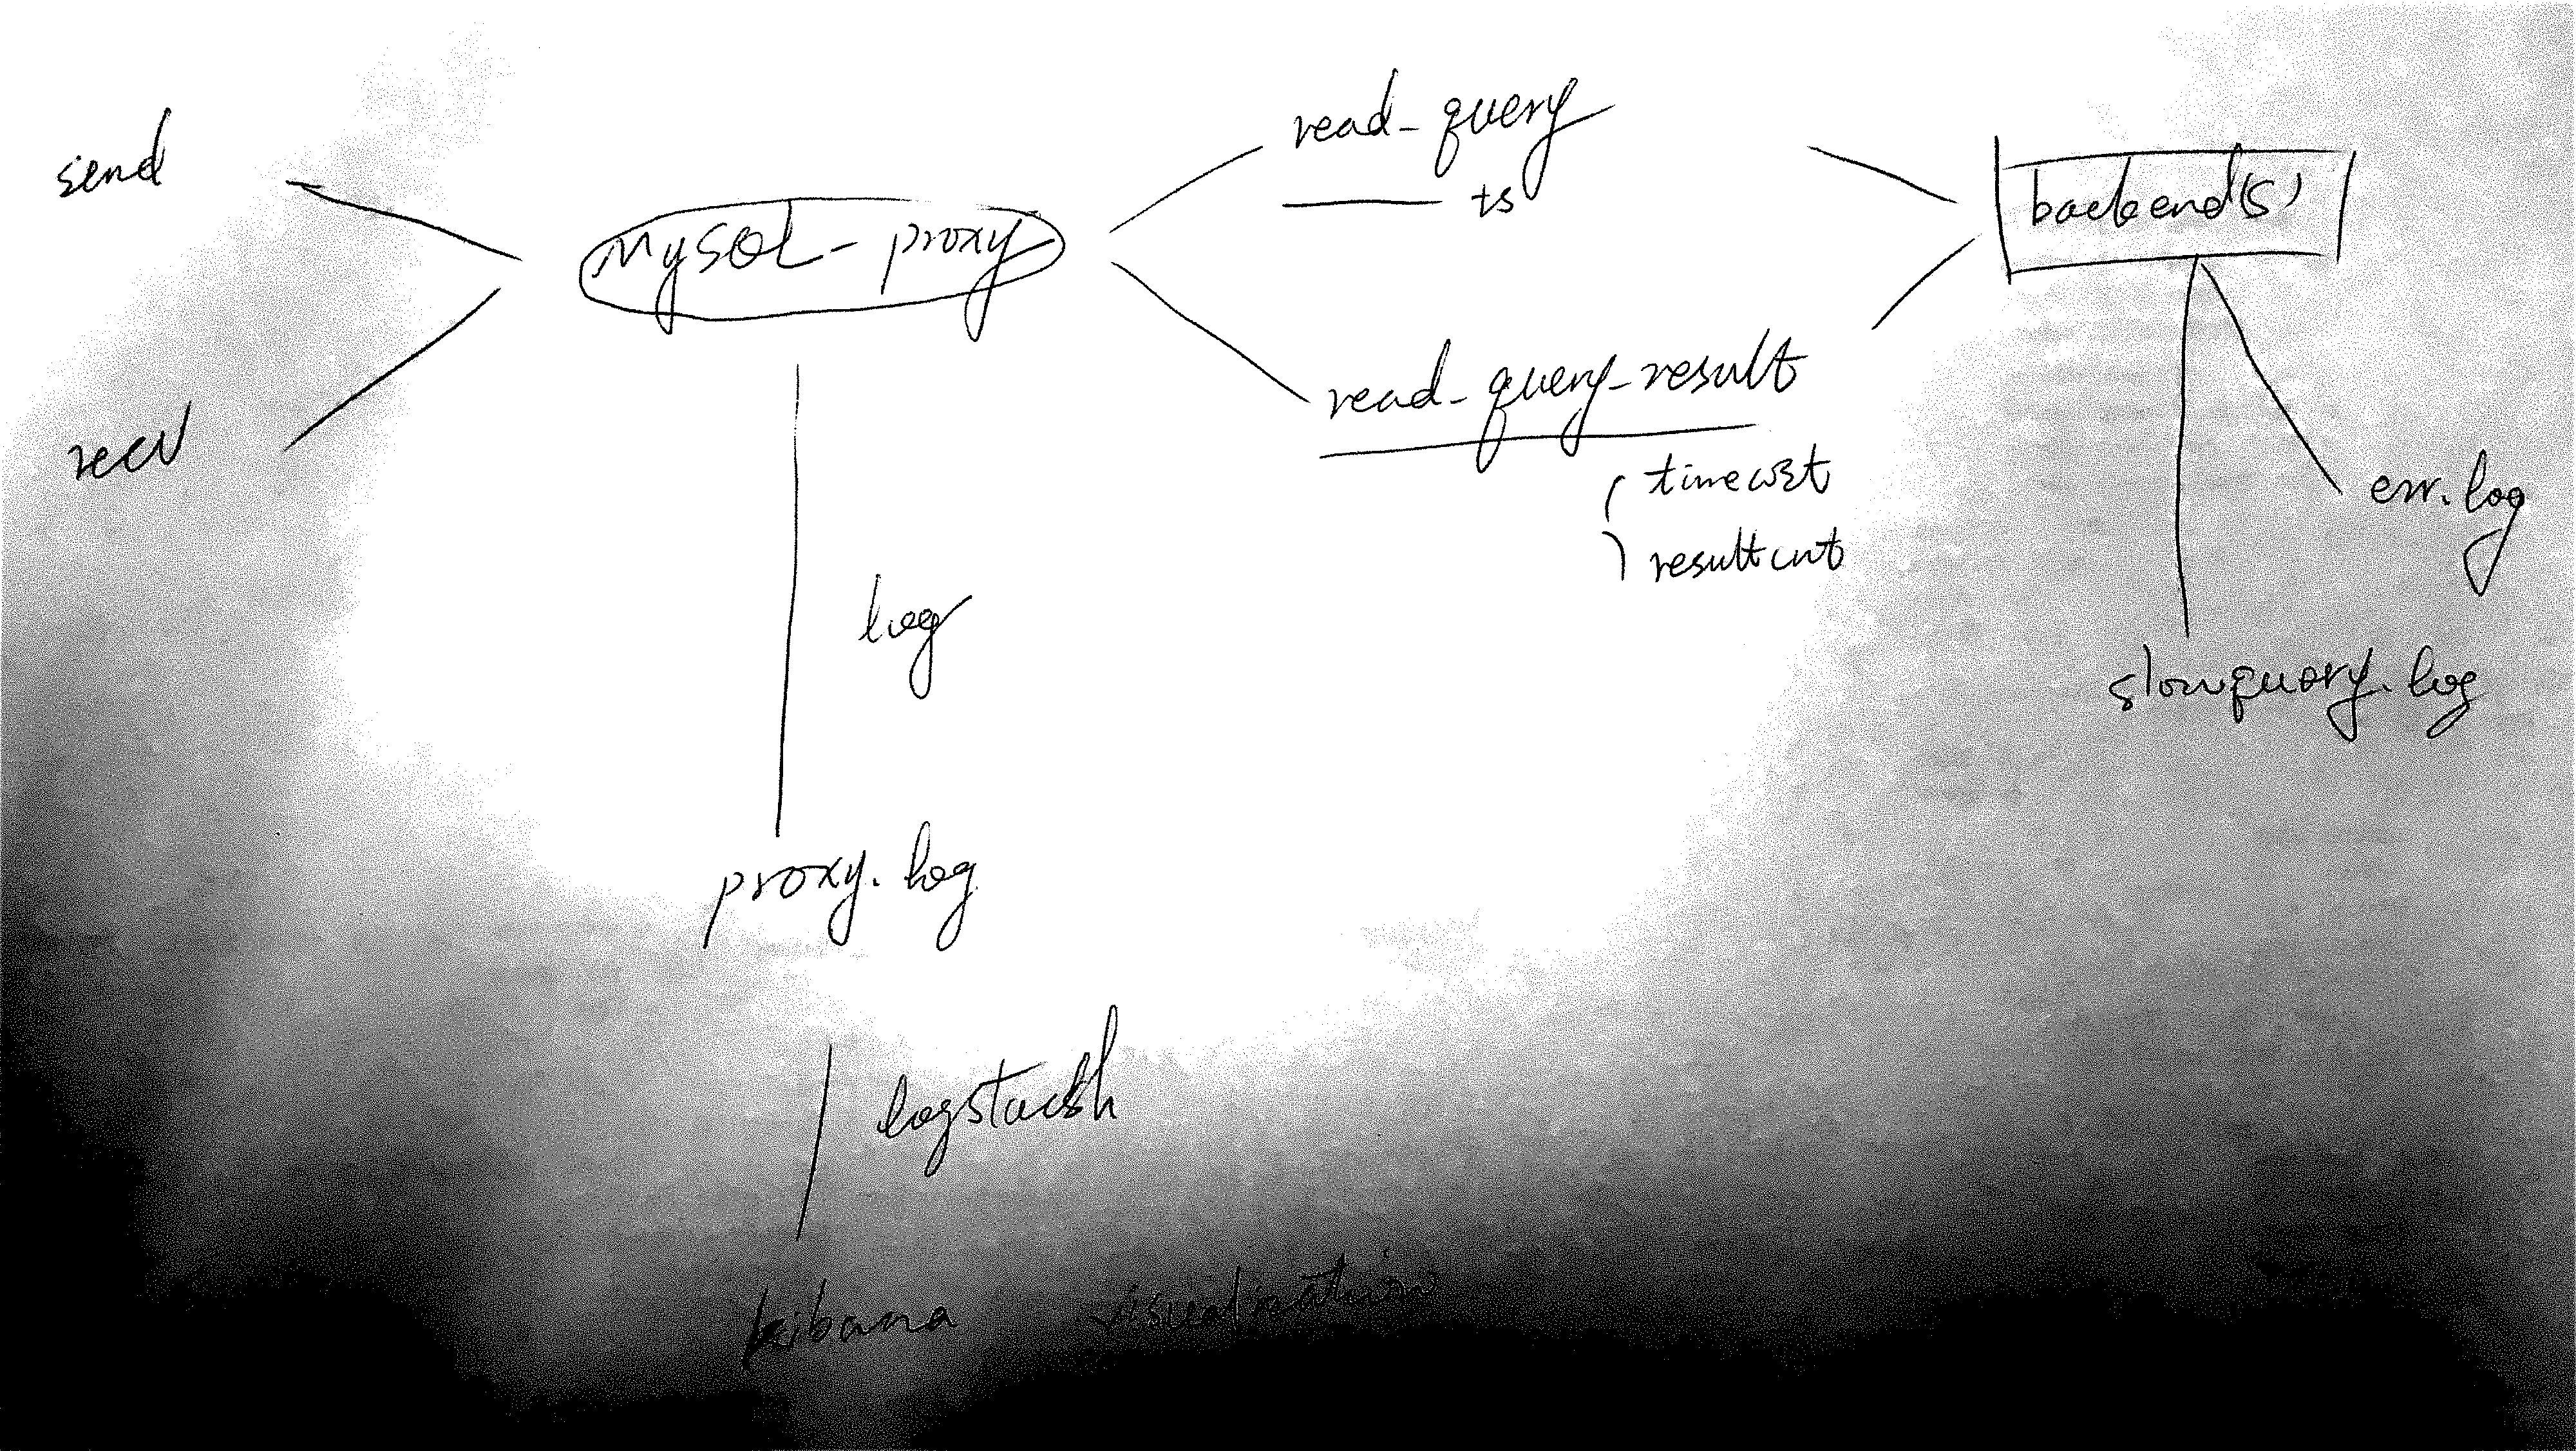 send
recv
MySQL-proxy
read_query
ts
read_query_result
timecost
resultcnt
backend(s)
err.log
slowquery.log
log
proxy.log
logstash
kibana visualization